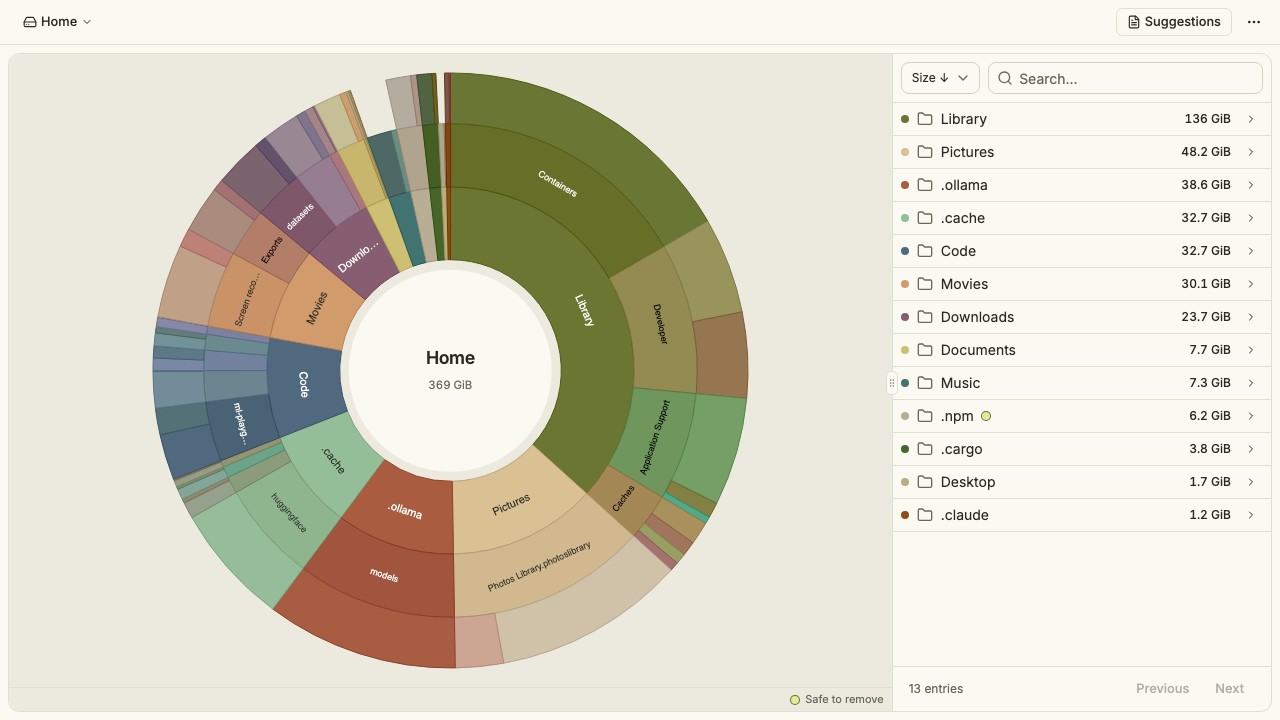 Home
Suggestions
Containers
Library
Developer
Application Support
Caches
Pictures
Photos Library.photoslibrary
.ollama
models
.cache
huggingface
Code
ml-playg…
Movies
Screen reco…
Exports
Downlo…
datasets
Home
369 GiB
Safe to remove
Size ↓
Search...
Library 136 GiB
Pictures 48.2 GiB
.ollama 38.6 GiB
.cache 32.7 GiB
Code 32.7 GiB
Movies 30.1 GiB
Downloads 23.7 GiB
Documents 7.7 GiB
Music 7.3 GiB
.npm 6.2 GiB
.cargo 3.8 GiB
Desktop 1.7 GiB
.claude 1.2 GiB
13 entries
Previous Next